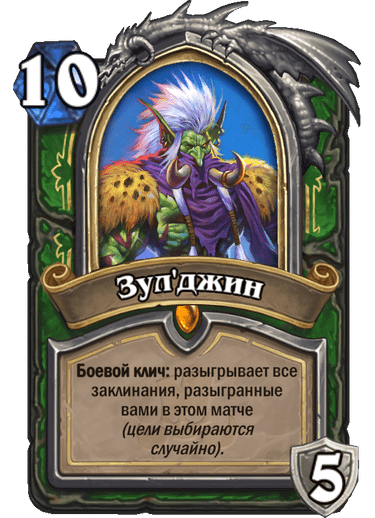 10
Зул'джин
Боевой клич: разыгрывает все
заклинания, разыгранные
вами в этом матче
(цели выбираются
случайно).
5